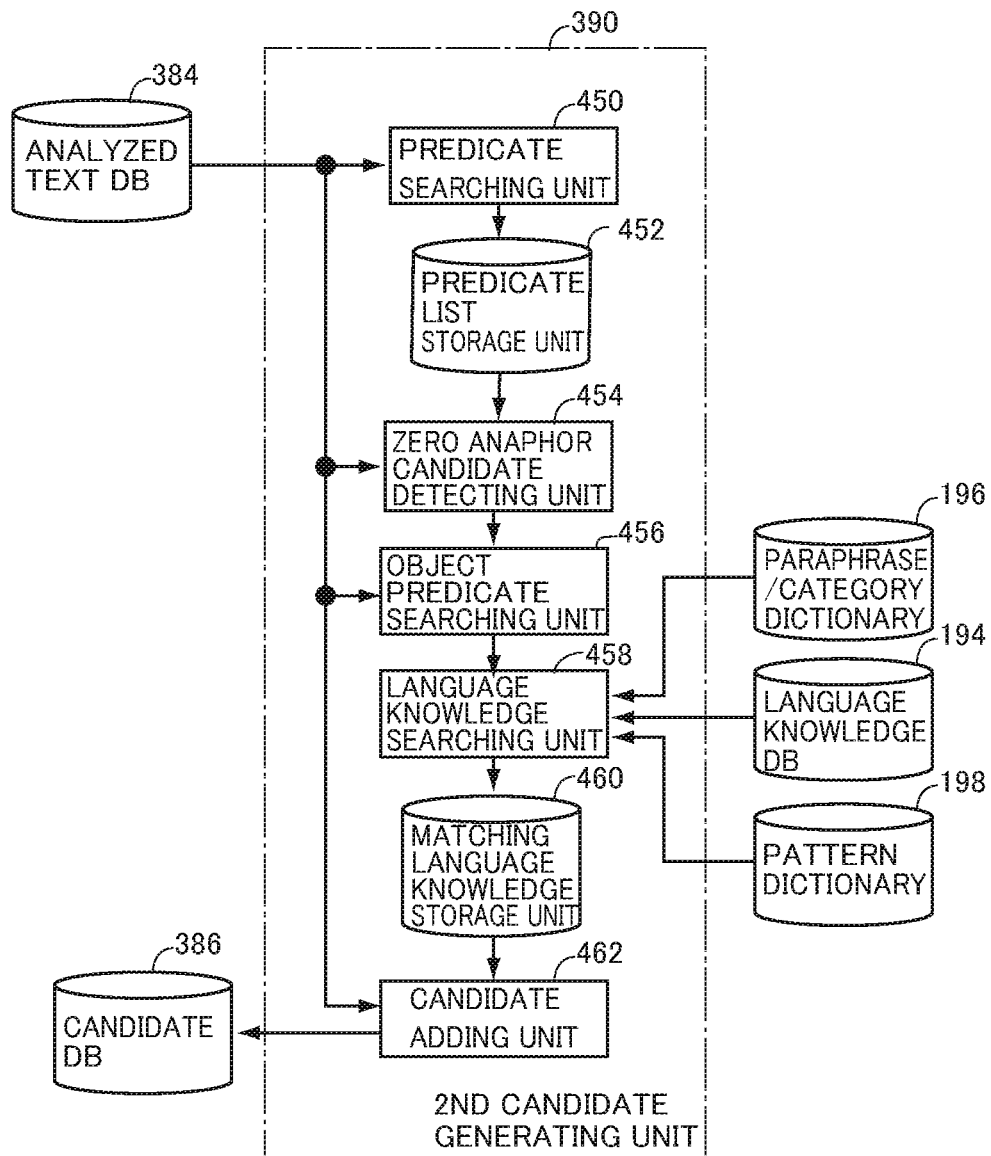 390
384
ANALYZED
TEXT DB
450
PREDICATE
SEARCHING UNIT
452
PREDICATE
LIST
STORAGE UNIT
454
ZERO ANAPHOR
CANDIDATE
DETECTING UNIT
456
OBJECT
PREDICATE
SEARCHING UNIT
196
PARAPHRASE
/CATEGORY
DICTIONARY
458
LANGUAGE
KNOWLEDGE
SEARCHING UNIT
194
LANGUAGE
KNOWLEDGE
DB
460
MATCHING
LANGUAGE
KNOWLEDGE
STORAGE UNIT
198
PATTERN
DICTIONARY
386
CANDIDATE
DB
462
CANDIDATE
ADDING UNIT
2ND CANDIDATE
GENERATING UNIT